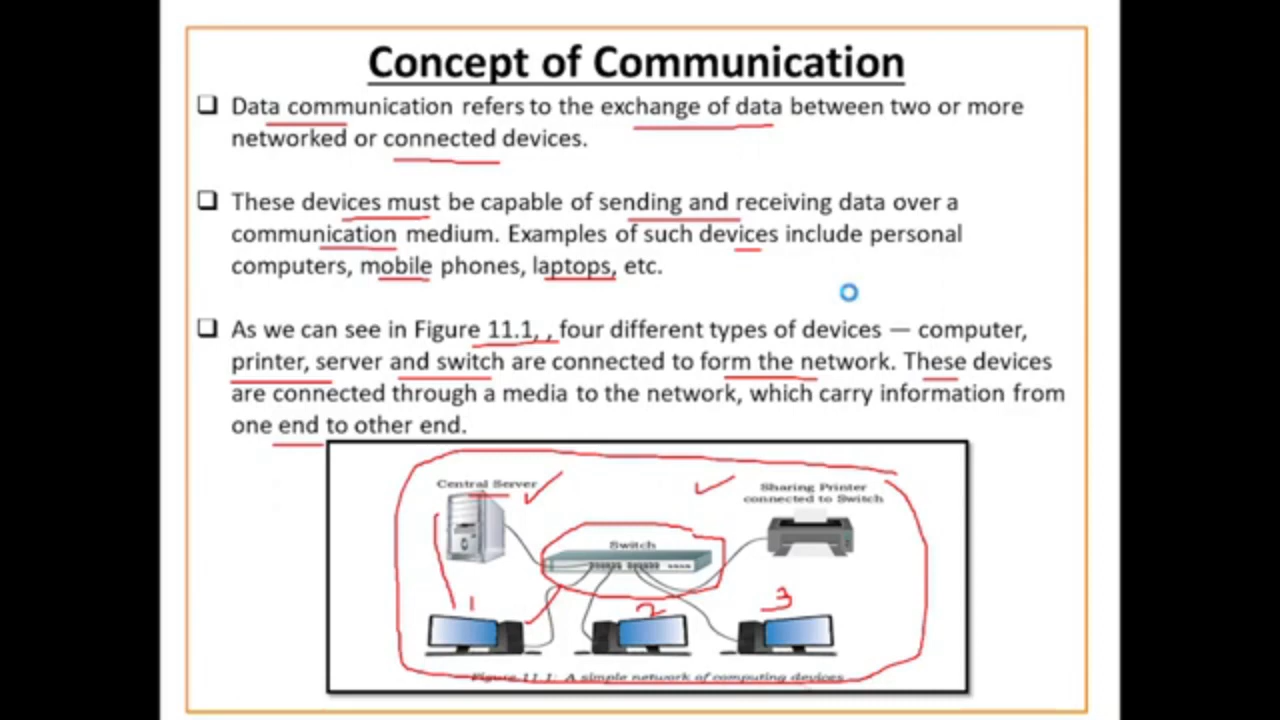 Concept of Communication
Data communication refers to the exchange of data between two or more
networked or connected devices.
These devices must be capable of sending and receiving data over a
communication medium. Examples of such devices include personal
computers, mobile phones, laptops, etc.
As we can see in Figure 11.1, , four different types of devices — computer,
printer, server and switch are connected to form the network. These devices
are connected through a media to the network, which carry information from
one end to other end.
Central Server
Sharing Printer
connected to Switch
Switch
1
2
3
Figure 11.1: A simple network of computing devices